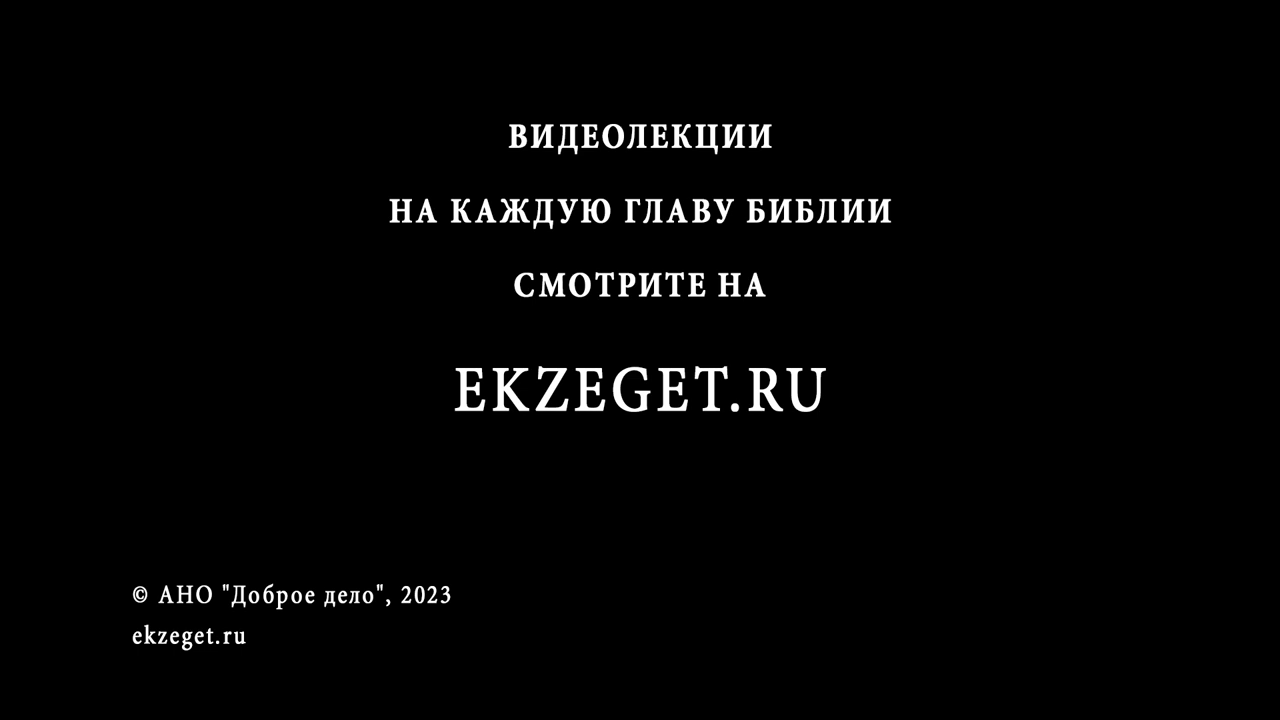 ВИДЕОЛЕКЦИИ
НА КАЖДУЮ ГЛАВУ БИБЛИИ
СМОТРИТЕ НА
EKZEGET.RU
© АНО "Доброе дело", 2023
ekzeget.ru